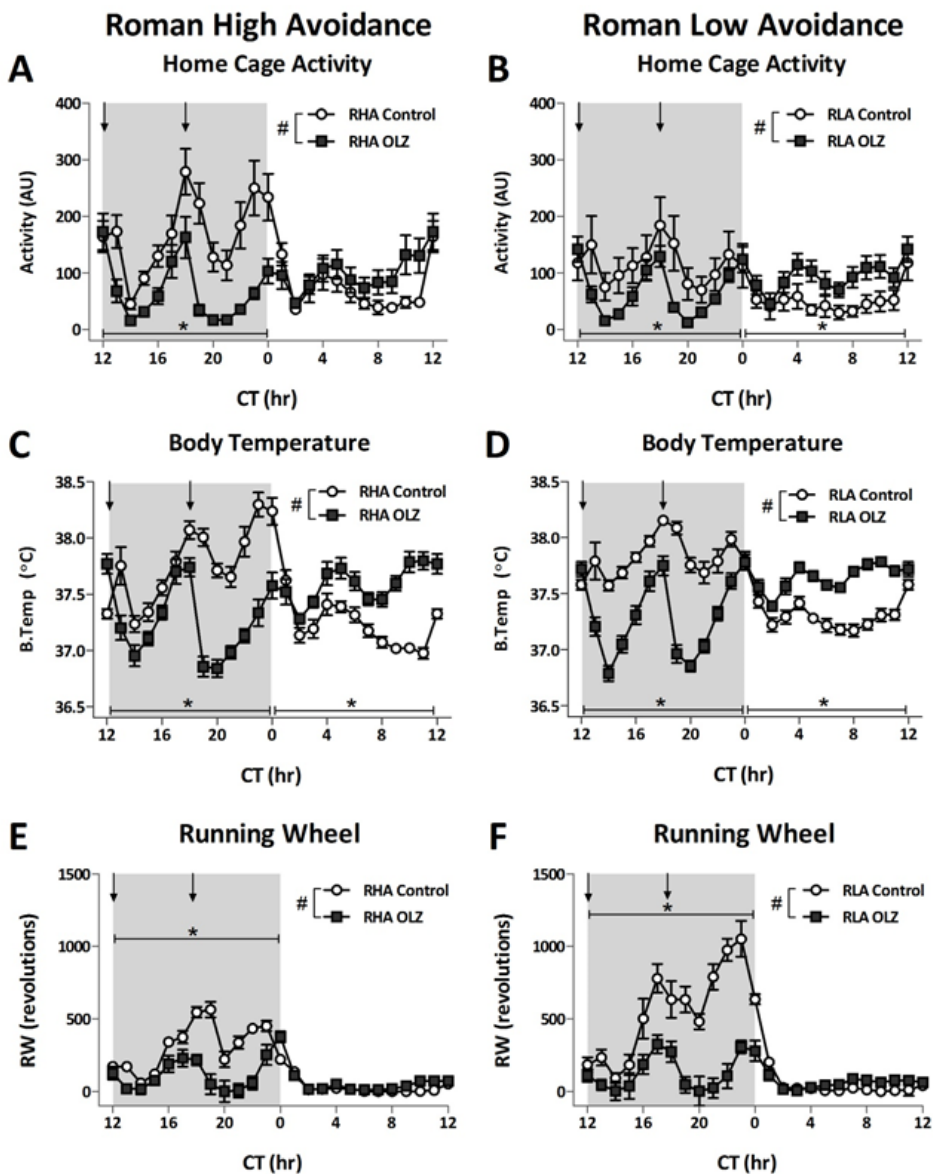 Roman High Avoidance
Roman Low Avoidance
A
Home Cage Activity
Activity (AU)
400
300
200
100
0
# RHA Control
RHA OLZ
*
12 16 20 0 4 8 12
CT (hr)
B
Home Cage Activity
Activity (AU)
400
300
200
100
0
# RLA Control
RLA OLZ
* *
12 16 20 0 4 8 12
CT (hr)
C
Body Temperature
B.Temp (°C)
38.5
38.0
37.5
37.0
36.5
# RHA Control
RHA OLZ
* *
12 16 20 0 4 8 12
CT (hr)
D
Body Temperature
B.Temp (°C)
38.5
38.0
37.5
37.0
36.5
# RLA Control
RLA OLZ
* *
12 16 20 0 4 8 12
CT (hr)
E
Running Wheel
RW (revolutions)
1500
1000
500
0
# RHA Control
RHA OLZ
*
12 16 20 0 4 8 12
CT (hr)
F
Running Wheel
RW (revolutions)
1500
1000
500
0
# RLA Control
RLA OLZ
*
12 16 20 0 4 8 12
CT (hr)